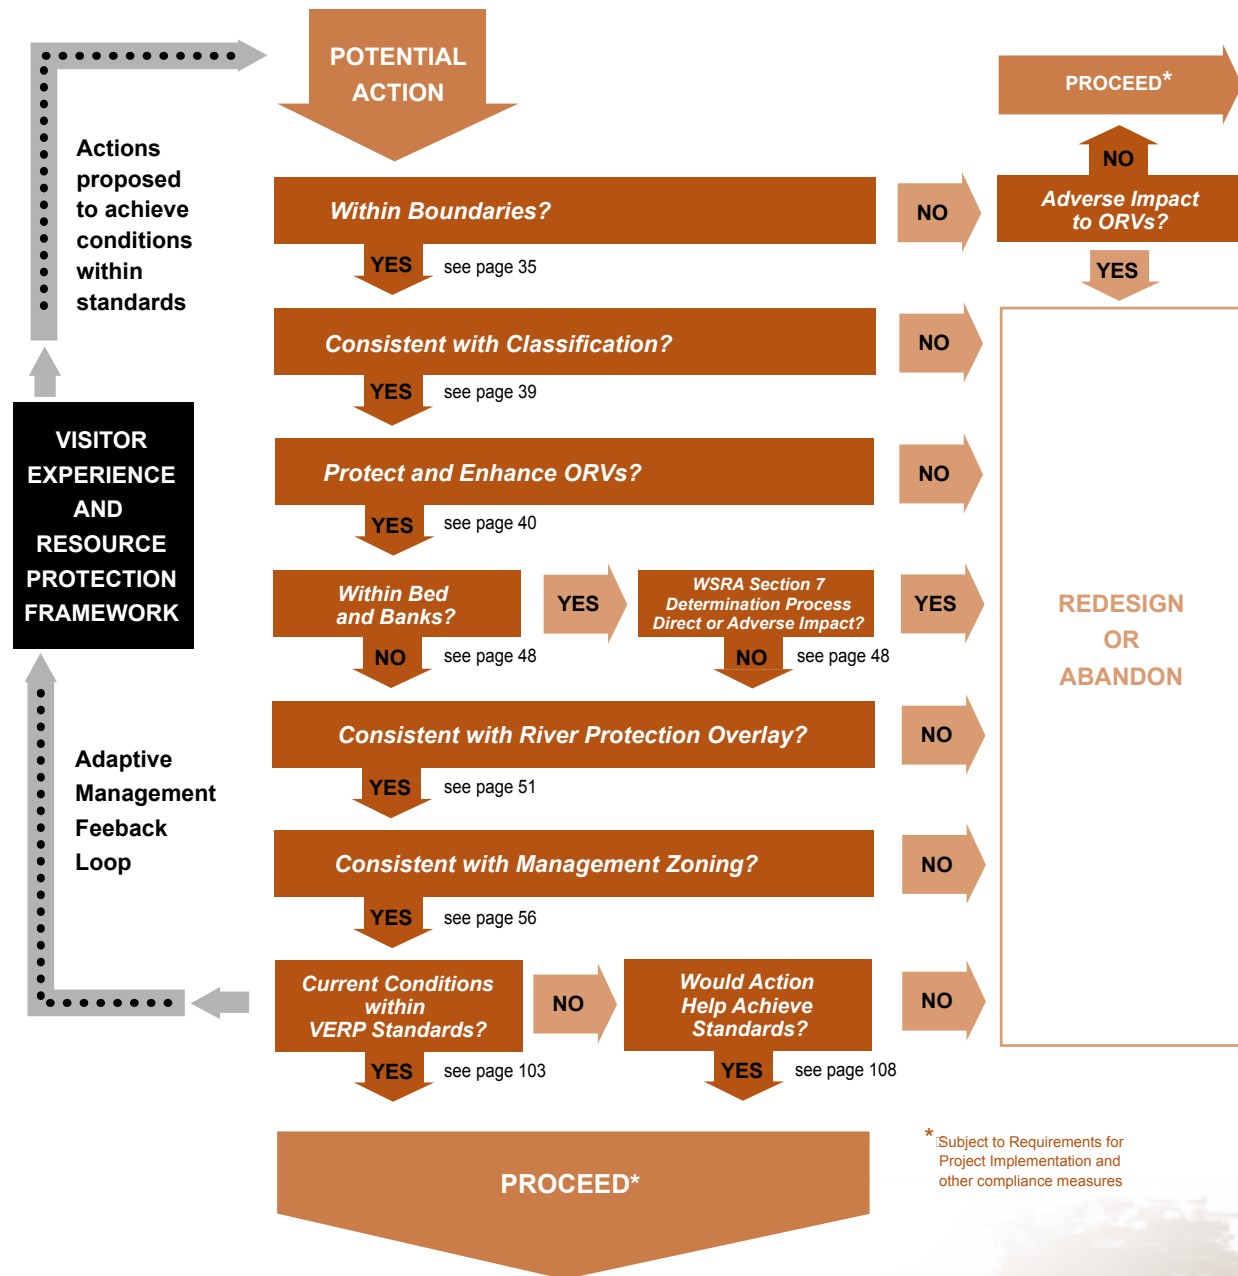 POTENTIAL
ACTION
PROCEED*
NO
Adverse Impact
to ORVs?
YES
Actions
proposed
to achieve
conditions
within
standards
Within Boundaries?
NO
YES
see page 35
Consistent with Classification?
NO
YES
see page 39
VISITOR
EXPERIENCE
AND
RESOURCE
PROTECTION
FRAMEWORK
Protect and Enhance ORVs?
NO
YES
see page 40
Within Bed
and Banks?
YES
WSRA Section 7
Determination Process
Direct or Adverse Impact?
YES
NO
see page 48
NO
see page 48
REDESIGN
OR
ABANDON
Consistent with River Protection Overlay?
NO
YES
see page 51
Adaptive
Management
Feeback
Loop
Consistent with Management Zoning?
NO
YES
see page 56
Current Conditions
within
VERP Standards?
NO
Would Action
Help Achieve
Standards?
NO
YES
see page 103
YES
see page 108
PROCEED*
* Subject to Requirements for
Project Implementation and
other compliance measures